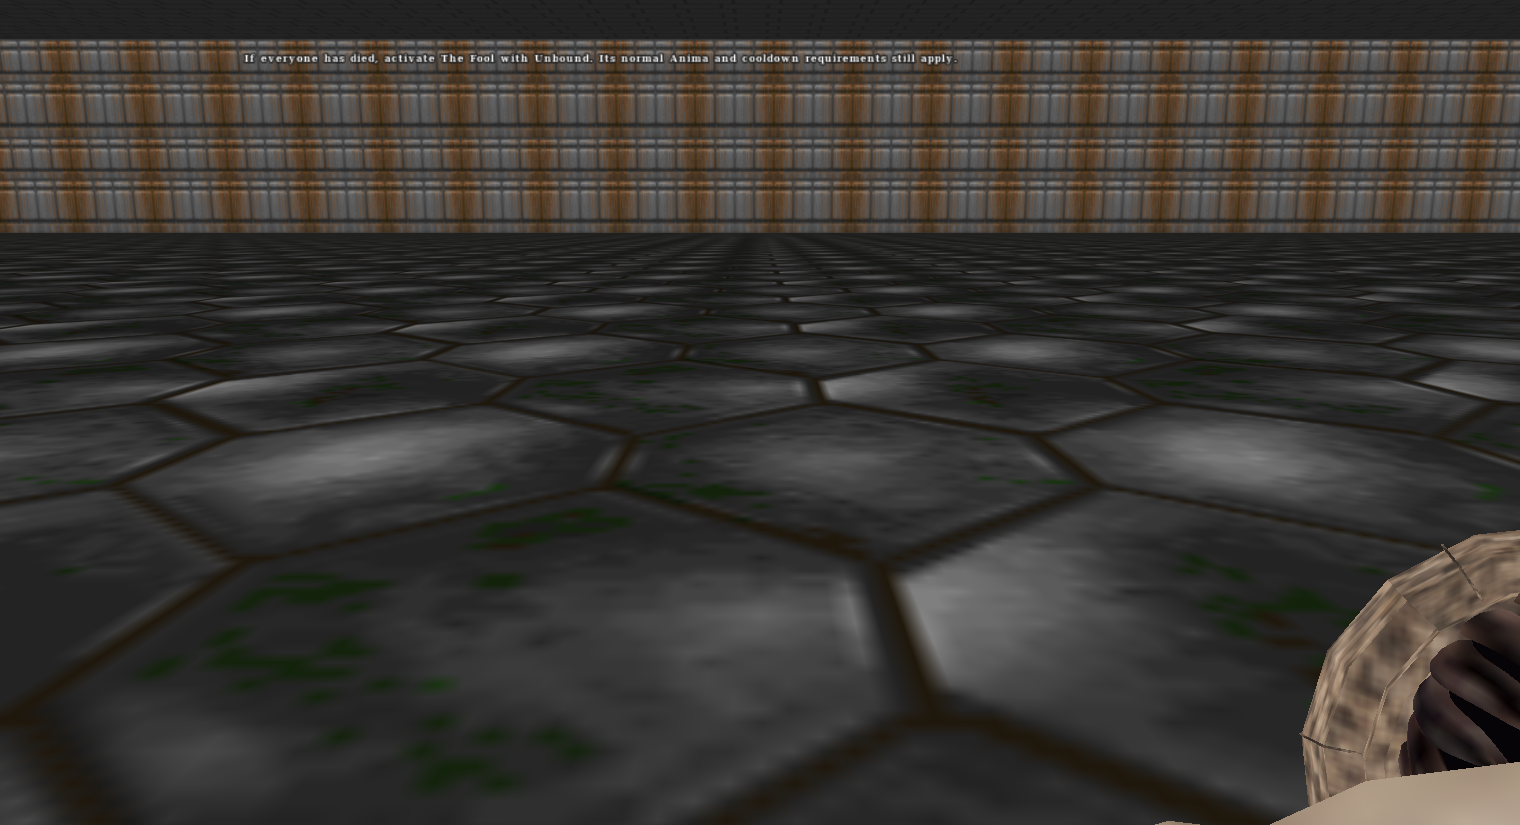 If everyone has died, activate The Fool with Unbound. Its normal Anima and cooldown requirements still apply.